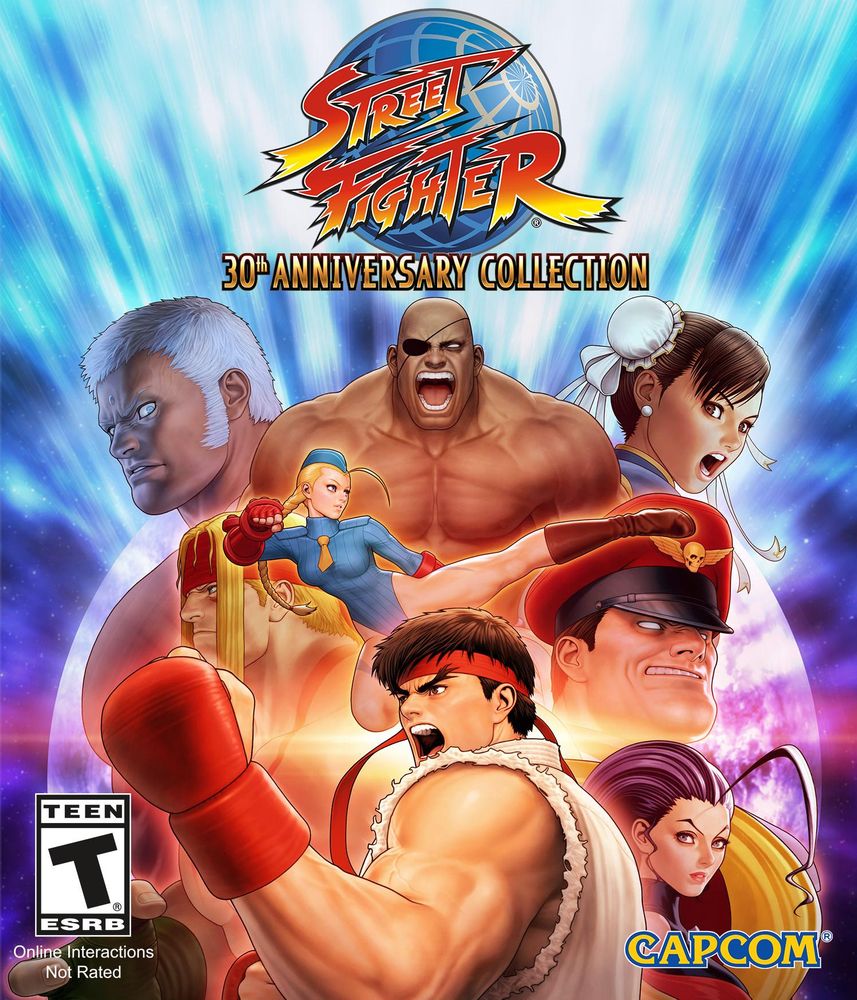 STREET
FIGHTER®
30th ANNIVERSARY COLLECTION
TEEN
T®
ESRB
Online Interactions
Not Rated
CAPCOM®